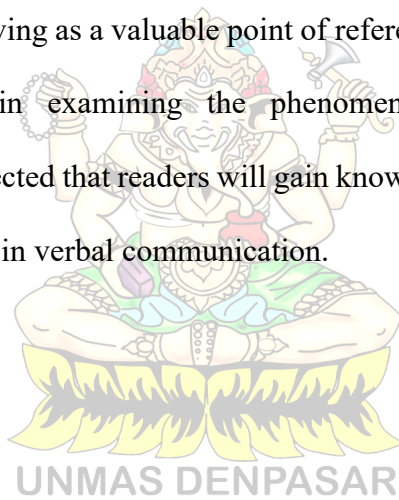 ving as a valuable point of refere
in examining the phenomen
ected that readers will gain know
in verbal communication.
UNMAS DENPASAR